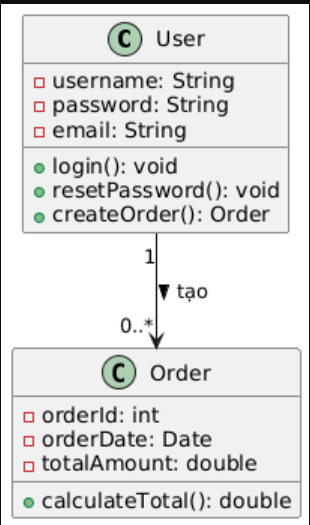 C User
username: String
password: String
email: String
login(): void
resetPassword(): void
createOrder(): Order
1
tạo
0..*
C Order
orderId: int
orderDate: Date
totalAmount: double
calculateTotal(): double